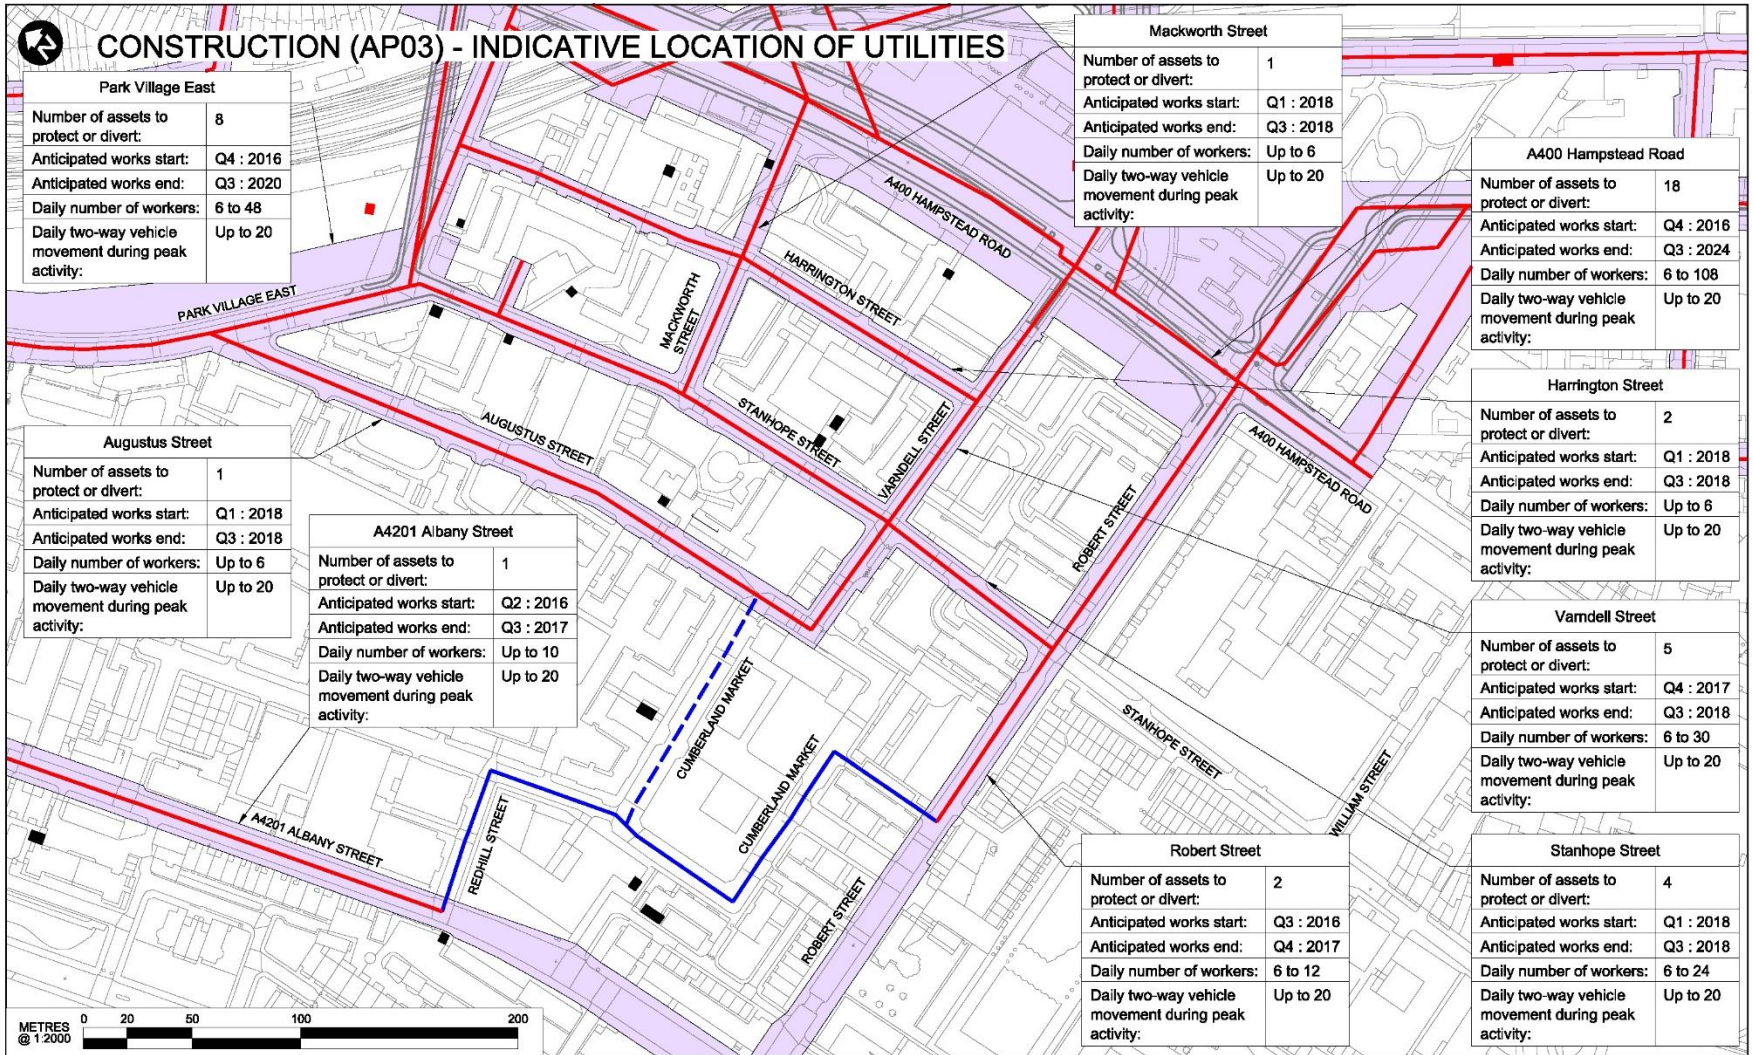 N
CONSTRUCTION (AP03) - INDICATIVE LOCATION OF UTILITIES
Park Village East
Number of assets to
protect or divert:
8
Anticipated works start:
Q4 : 2016
Anticipated works end:
Q3 : 2020
Daily number of workers:
6 to 48
Daily two-way vehicle
movement during peak
activity:
Up to 20
Mackworth Street
Number of assets to
protect or divert:
1
Anticipated works start:
Q1 : 2018
Anticipated works end:
Q3 : 2018
Daily number of workers:
Up to 6
Daily two-way vehicle
movement during peak
activity:
Up to 20
A400 Hampstead Road
Number of assets to
protect or divert:
18
Anticipated works start:
Q4 : 2016
Anticipated works end:
Q3 : 2024
Daily number of workers:
6 to 108
Daily two-way vehicle
movement during peak
activity:
Up to 20
Harrington Street
Number of assets to
protect or divert:
2
Anticipated works start:
Q1 : 2018
Anticipated works end:
Q3 : 2018
Daily number of workers:
Up to 6
Daily two-way vehicle
movement during peak
activity:
Up to 20
Augustus Street
Number of assets to
protect or divert:
1
Anticipated works start:
Q1 : 2018
Anticipated works end:
Q3 : 2018
Daily number of workers:
Up to 6
Daily two-way vehicle
movement during peak
activity:
Up to 20
A4201 Albany Street
Number of assets to
protect or divert:
1
Anticipated works start:
Q2 : 2016
Anticipated works end:
Q3 : 2017
Daily number of workers:
Up to 10
Daily two-way vehicle
movement during peak
activity:
Up to 20
Varndell Street
Number of assets to
protect or divert:
5
Anticipated works start:
Q4 : 2017
Anticipated works end:
Q3 : 2018
Daily number of workers:
6 to 30
Daily two-way vehicle
movement during peak
activity:
Up to 20
Robert Street
Number of assets to
protect or divert:
2
Anticipated works start:
Q3 : 2016
Anticipated works end:
Q4 : 2017
Daily number of workers:
6 to 12
Daily two-way vehicle
movement during peak
activity:
Up to 20
Stanhope Street
Number of assets to
protect or divert:
4
Anticipated works start:
Q1 : 2018
Anticipated works end:
Q3 : 2018
Daily number of workers:
6 to 24
Daily two-way vehicle
movement during peak
activity:
Up to 20
A400 HAMPSTEAD ROAD
HARRINGTON STREET
PARK VILLAGE EAST
MACKWORTH
STREET
STANHOPE STREET
AUGUSTUS STREET
VARNDELL STREET
A400 HAMPSTEAD ROAD
ROBERT STREET
CUMBERLAND MARKET
STANHOPE STREET
CUMBERLAND MARKET
WILLIAM STREET
A4201 ALBANY STREET
REDHILL STREET
ROBERT STREET
METRES
@ 1:2000
0 20 50 100 200